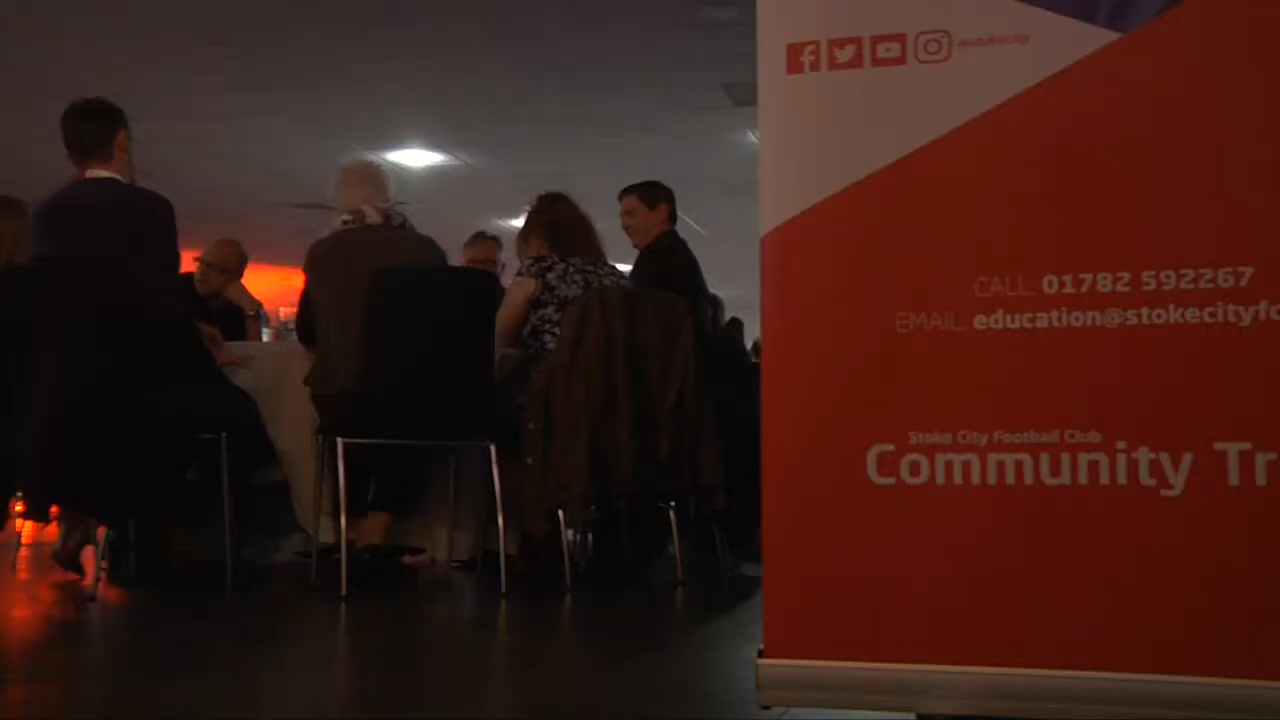 @stokecity
CALL 01782 592267
EMAIL education@stokecityfc
Stoke City Football Club
Community Tr